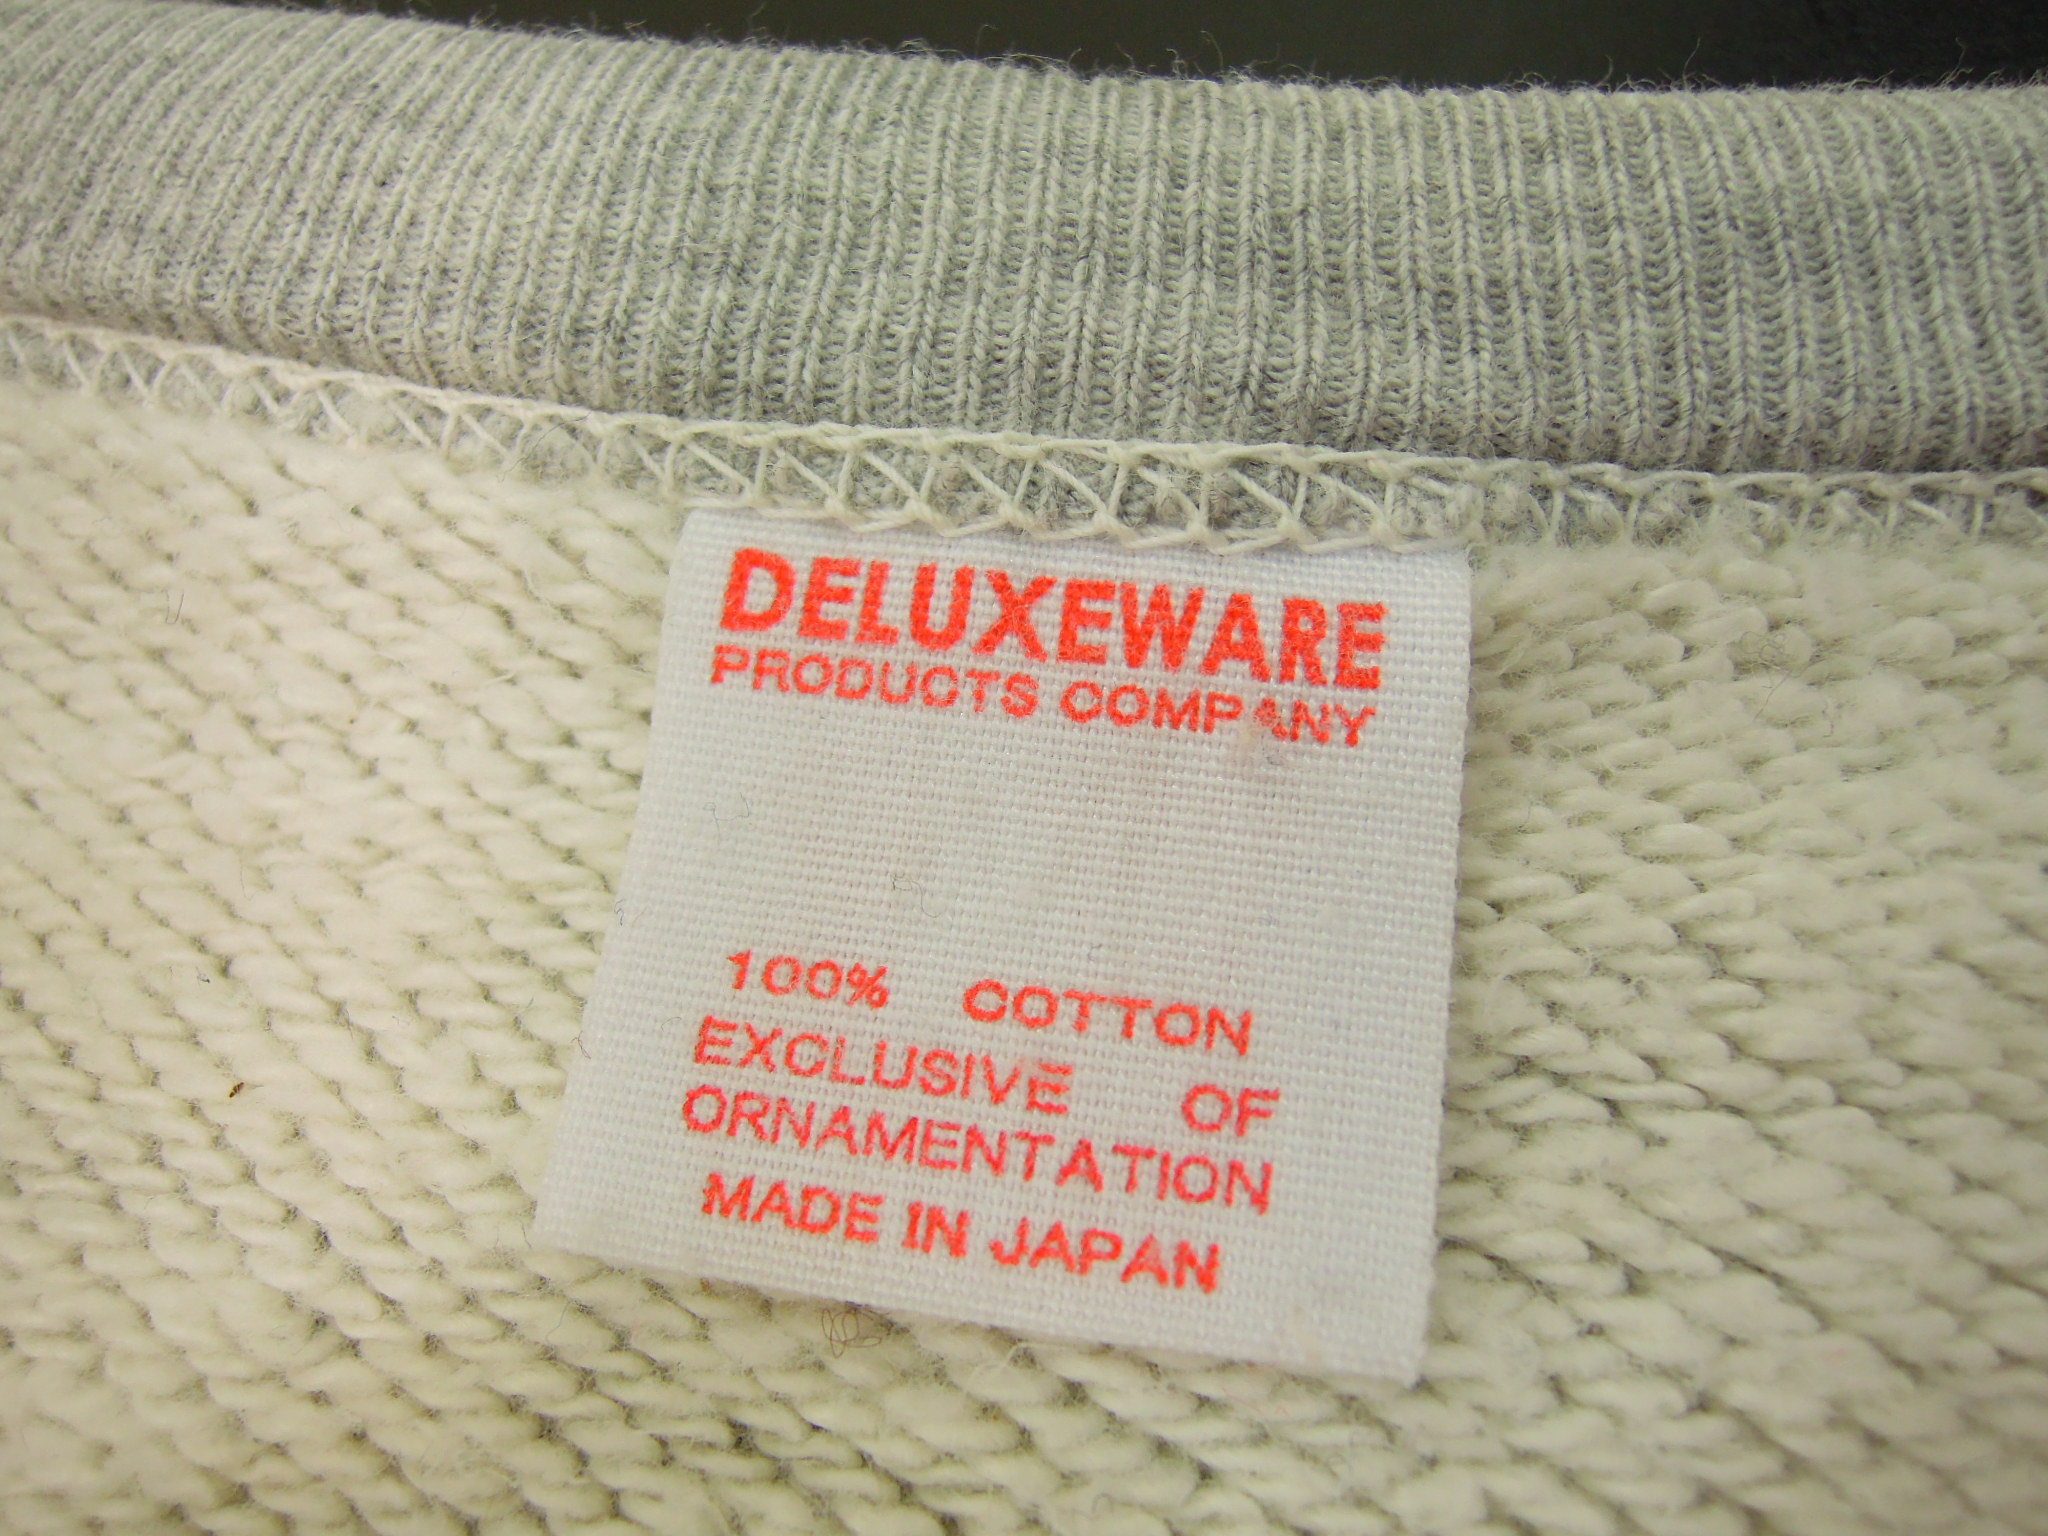 DELUXEWARE
PRODUCTS COMPANY
100% COTTON
EXCLUSIVE OF
ORNAMENTATION
MADE IN JAPAN